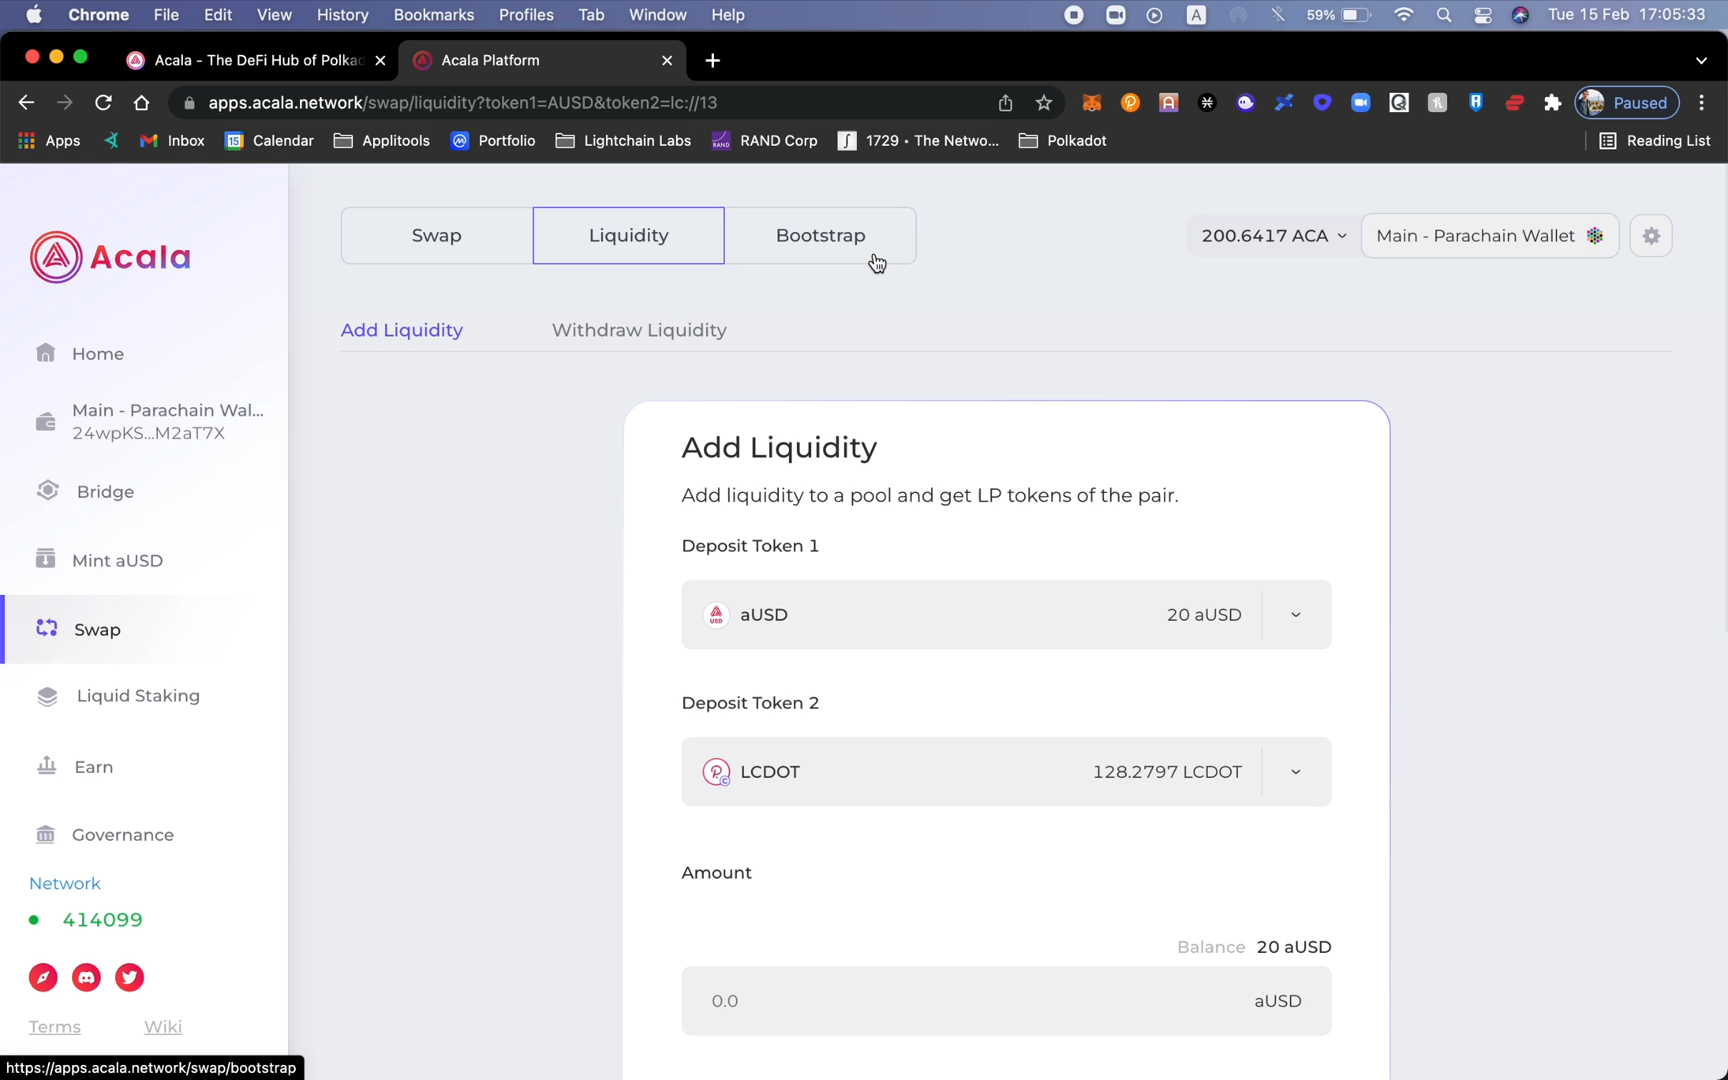 Chrome File Edit View History Bookmarks Profiles Tab Window Help A 59% Tue 15 Feb 17:05:33
Acala - The DeFi Hub of Polkad Acala Platform
apps.acala.network/swap/liquidity?token1=AUSD&token2=lc://13 Paused
Apps Inbox Calendar Applitools Portfolio Lightchain Labs RAND Corp 1729 • The Netwo... Polkadot Reading List
Acala
Swap Liquidity Bootstrap
200.6417 ACA Main - Parachain Wallet
Add Liquidity Withdraw Liquidity
Home
Main - Parachain Wal...
24wpKS...M2aT7X
Bridge
Mint aUSD
Swap
Liquid Staking
Earn
Governance
Network
414099
Terms Wiki
Add Liquidity
Add liquidity to a pool and get LP tokens of the pair.
Deposit Token 1
aUSD 20 aUSD
Deposit Token 2
LCDOT 128.2797 LCDOT
Amount
Balance 20 aUSD
0.0 aUSD
https://apps.acala.network/swap/bootstrap